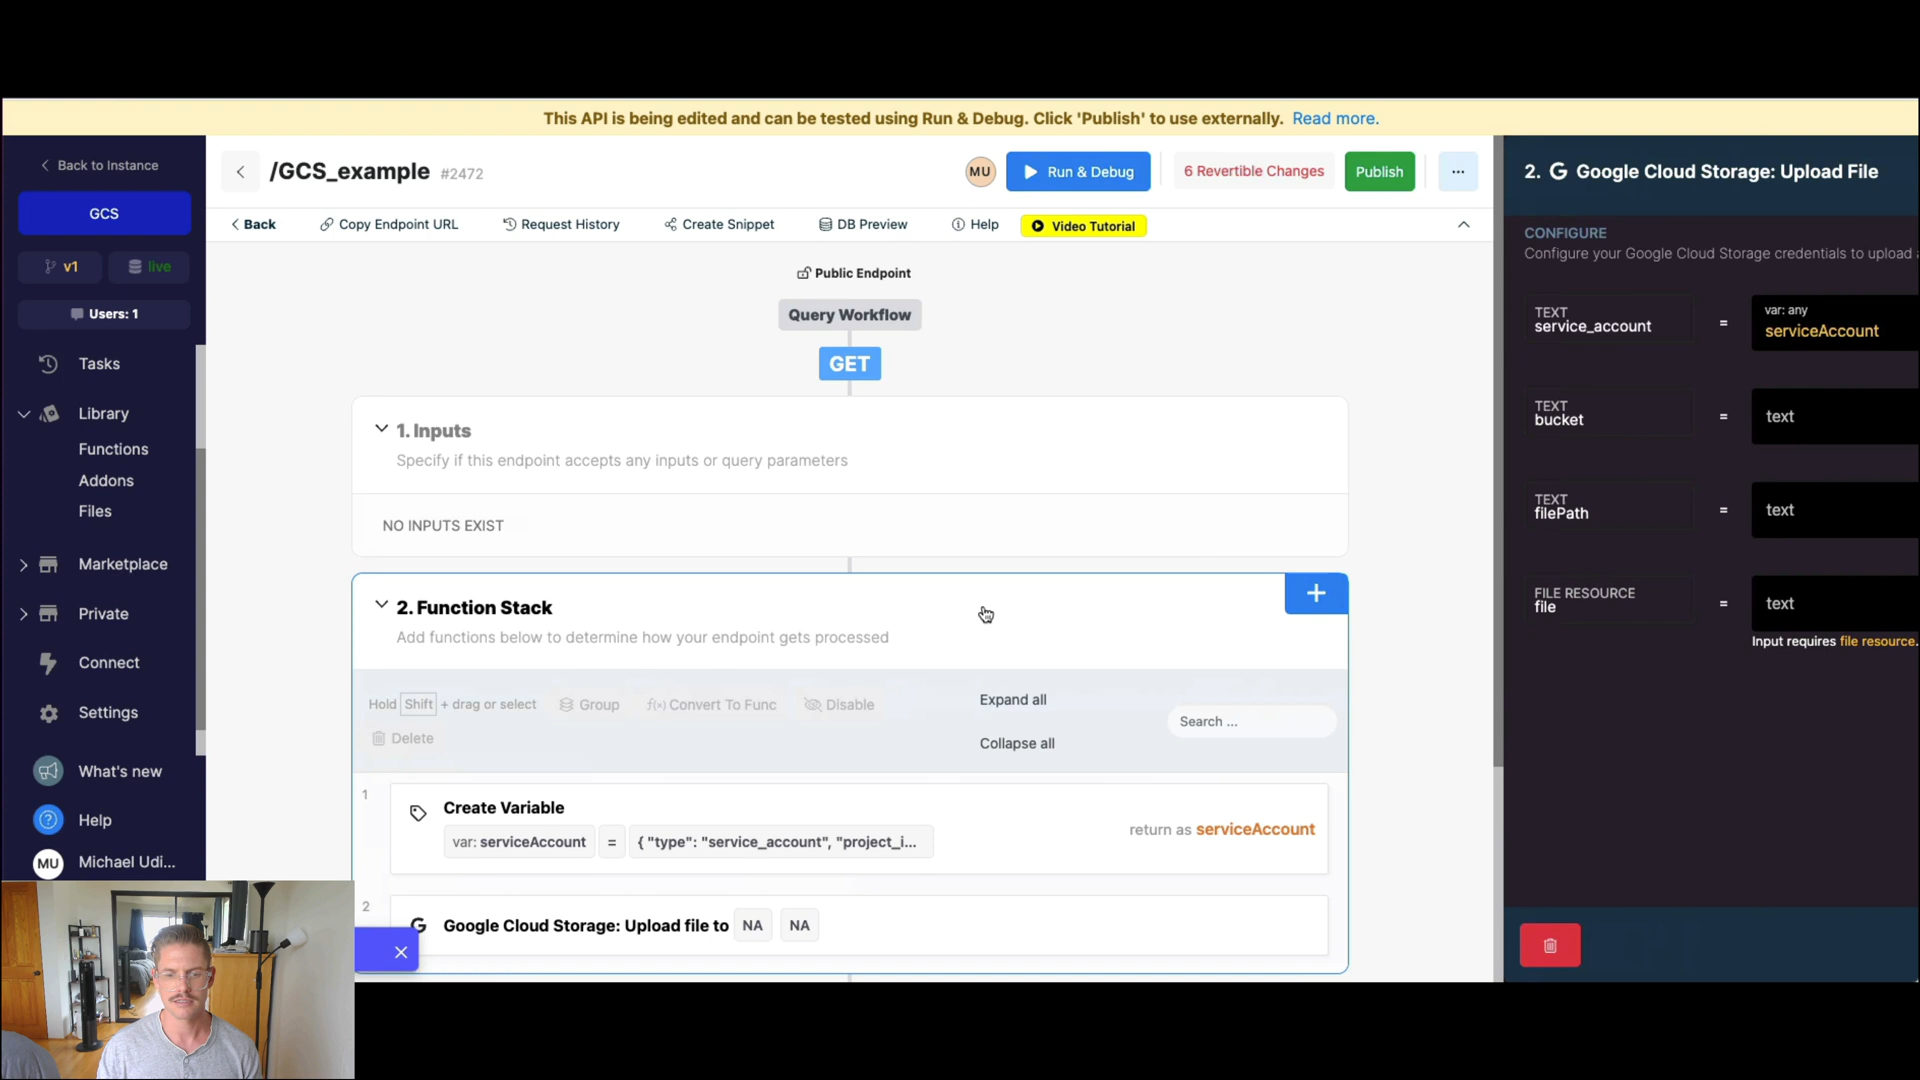 This API is being edited and can be tested using Run & Debug. Click 'Publish' to use externally. Read more.
Back to Instance
GCS
v1
live
Users: 1
Tasks
Library
Functions
Addons
Files
Marketplace
Private
Connect
Settings
What's new
Help
MU Michael Udi...
/GCS_example #2472
MU
Run & Debug
6 Revertible Changes
Publish
...
Back
Copy Endpoint URL
Request History
Create Snippet
DB Preview
Help
Video Tutorial
Public Endpoint
Query Workflow
GET
1. Inputs
Specify if this endpoint accepts any inputs or query parameters
NO INPUTS EXIST
2. Function Stack
Add functions below to determine how your endpoint gets processed
Hold Shift + drag or select
Group
f(x) Convert To Func
Disable
Delete
Expand all
Collapse all
Search ...
1
Create Variable
var: serviceAccount = { "type": "service_account", "project_i...
return as serviceAccount
2
Google Cloud Storage: Upload file to NA NA
2. G Google Cloud Storage: Upload File
CONFIGURE
Configure your Google Cloud Storage credentials to upload
TEXT
service_account
=
var: any
serviceAccount
TEXT
bucket
=
text
TEXT
filePath
=
text
FILE RESOURCE
file
=
text
Input requires file resource.